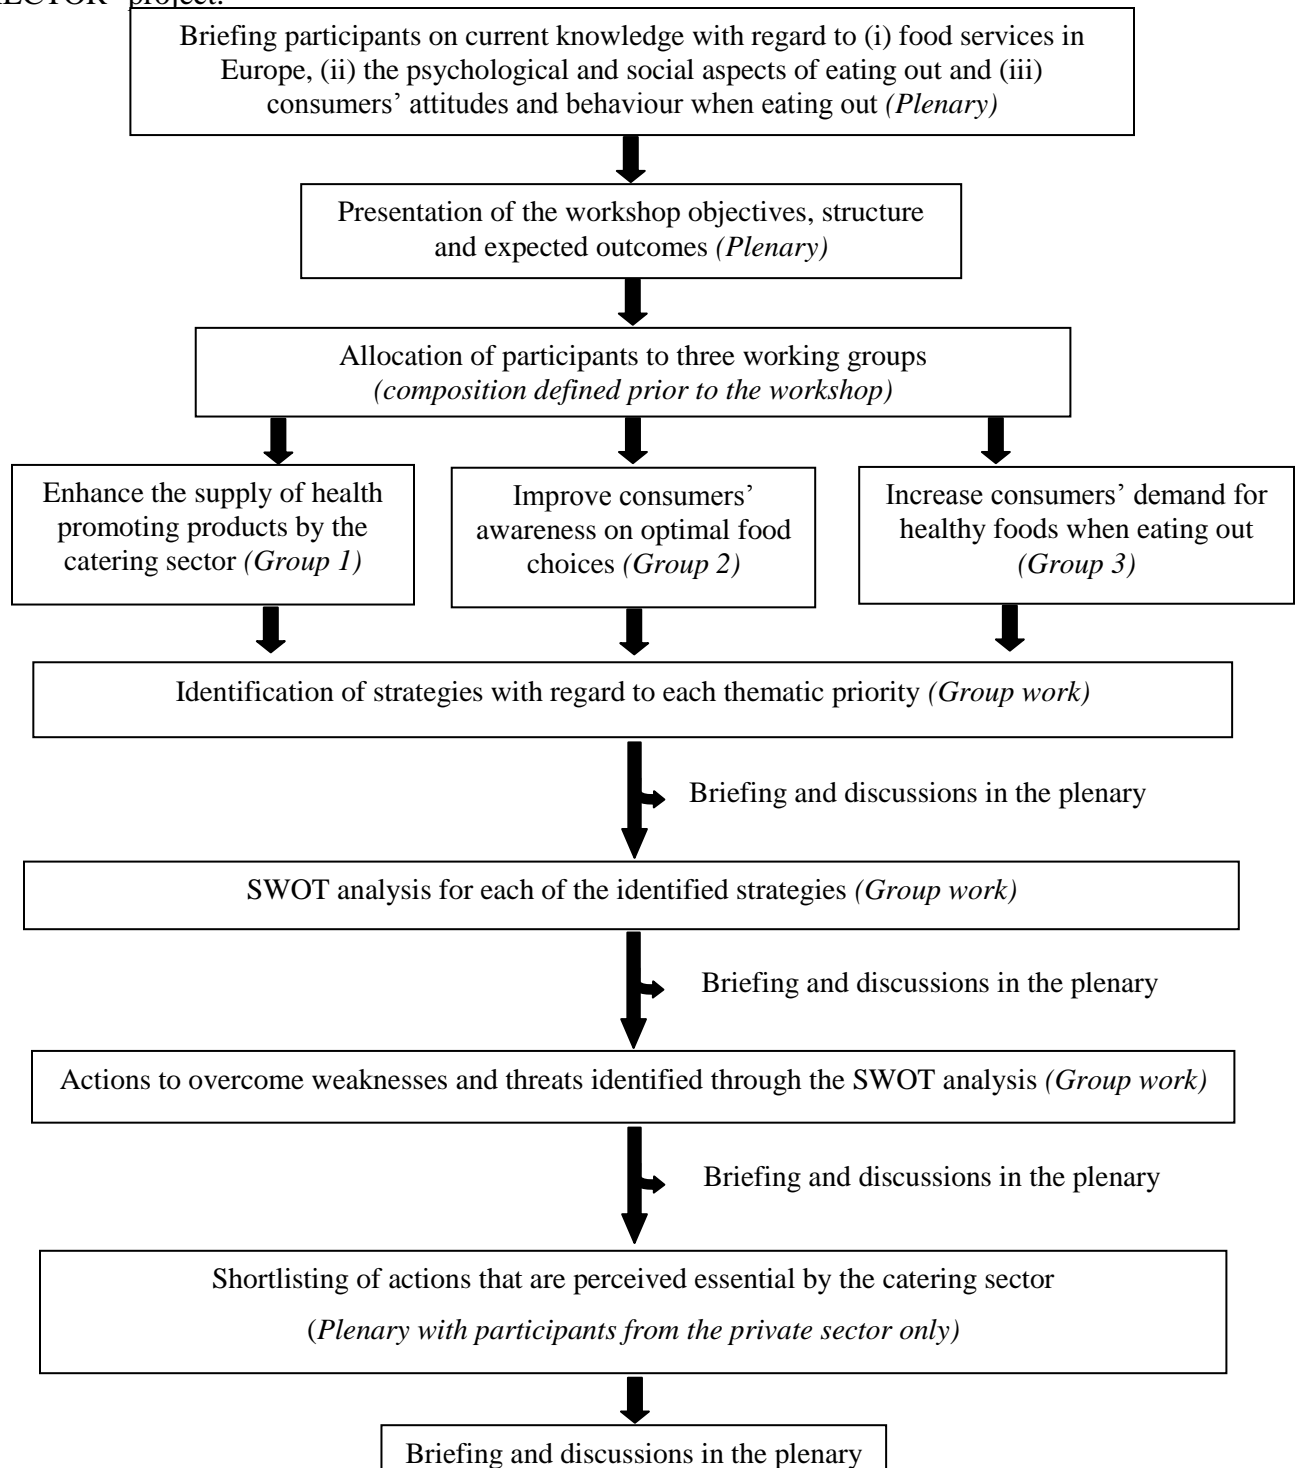 project.
Briefing participants on current knowledge with regard to (i) food services in
Europe, (ii) the psychological and social aspects of eating out and (iii)
consumers’ attitudes and behaviour when eating out (Plenary)
Presentation of the workshop objectives, structure
and expected outcomes (Plenary)
Allocation of participants to three working groups
(composition defined prior to the workshop)
Enhance the supply of health
promoting products by the
catering sector (Group 1)
Improve consumers’
awareness on optimal food
choices (Group 2)
Increase consumers’ demand for
healthy foods when eating out
(Group 3)
Identification of strategies with regard to each thematic priority (Group work)
Briefing and discussions in the plenary
SWOT analysis for each of the identified strategies (Group work)
Briefing and discussions in the plenary
Actions to overcome weaknesses and threats identified through the SWOT analysis (Group work)
Briefing and discussions in the plenary
Shortlisting of actions that are perceived essential by the catering sector
(Plenary with participants from the private sector only)
Briefing and discussions in the plenary